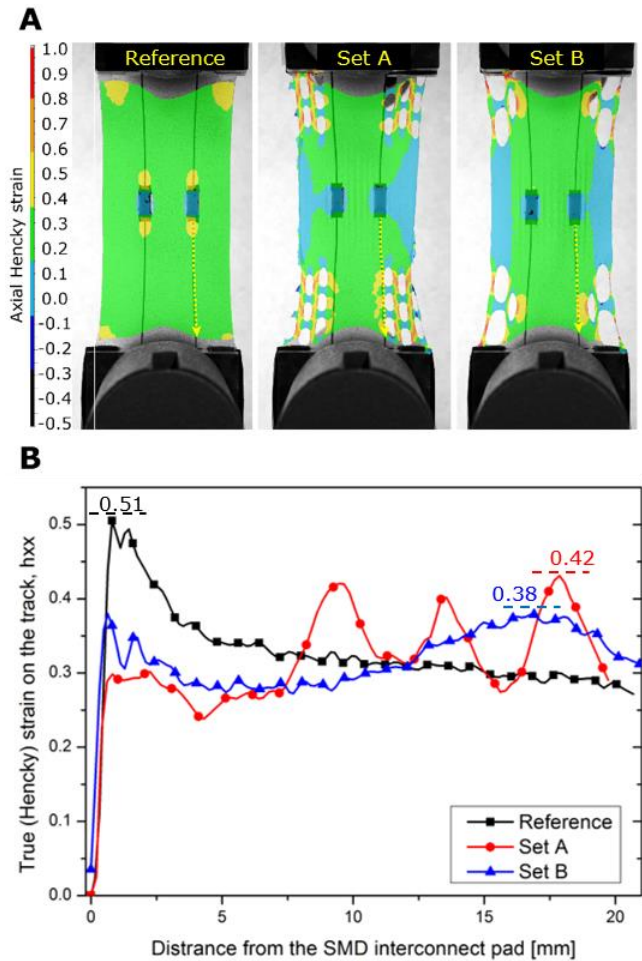 A
Reference
Set A
Set B
Axial Hencky strain
1.0
0.9
0.8
0.7
0.6
0.5
0.4
0.3
0.2
0.1
0.0
-0.1
-0.2
-0.3
-0.4
-0.5
B
True (Hencky) strain on the track, hxx
0.5
0.4
0.3
0.2
0.1
0.0
0.51
0.42
0.38
Reference
Set A
Set B
0 5 10 15 20
Distrance from the SMD interconnect pad [mm]